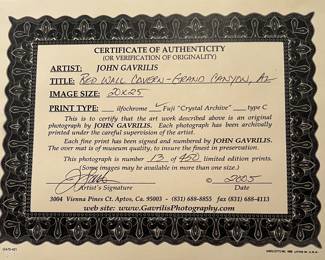 CERTIFICATE OF AUTHENTICITY
(OR VERIFICATION OF ORIGINALITY)
ARTIST: JOHN GAVRILIS
TITLE: RED WALL CAVERN - GRAND CANYON, AZ
IMAGE SIZE: 20x25
PRINT TYPE ___ ilfochrome ✓ Fuji "Crystal Archive" ___ type C
This is to certify that the art work described above is an original
photograph by JOHN GAVRILIS. Each photograph has been archivally
printed under the careful supervision of the artist.
Each fine print has been signed and numbered by JOHN GAVRILIS.
The over mat is of museum quality, to insure the finest in preservation.
This photograph is number 13 of 450 limited edition prints.
(Some images may be available in more than one size.)
© 2005
Artist's Signature Date
3004 Vienna Pines Ct. Aptos, Ca. 95003 - (831) 688-8855 fax (831) 688-4113
web site: www.GavrilisPhotography.com